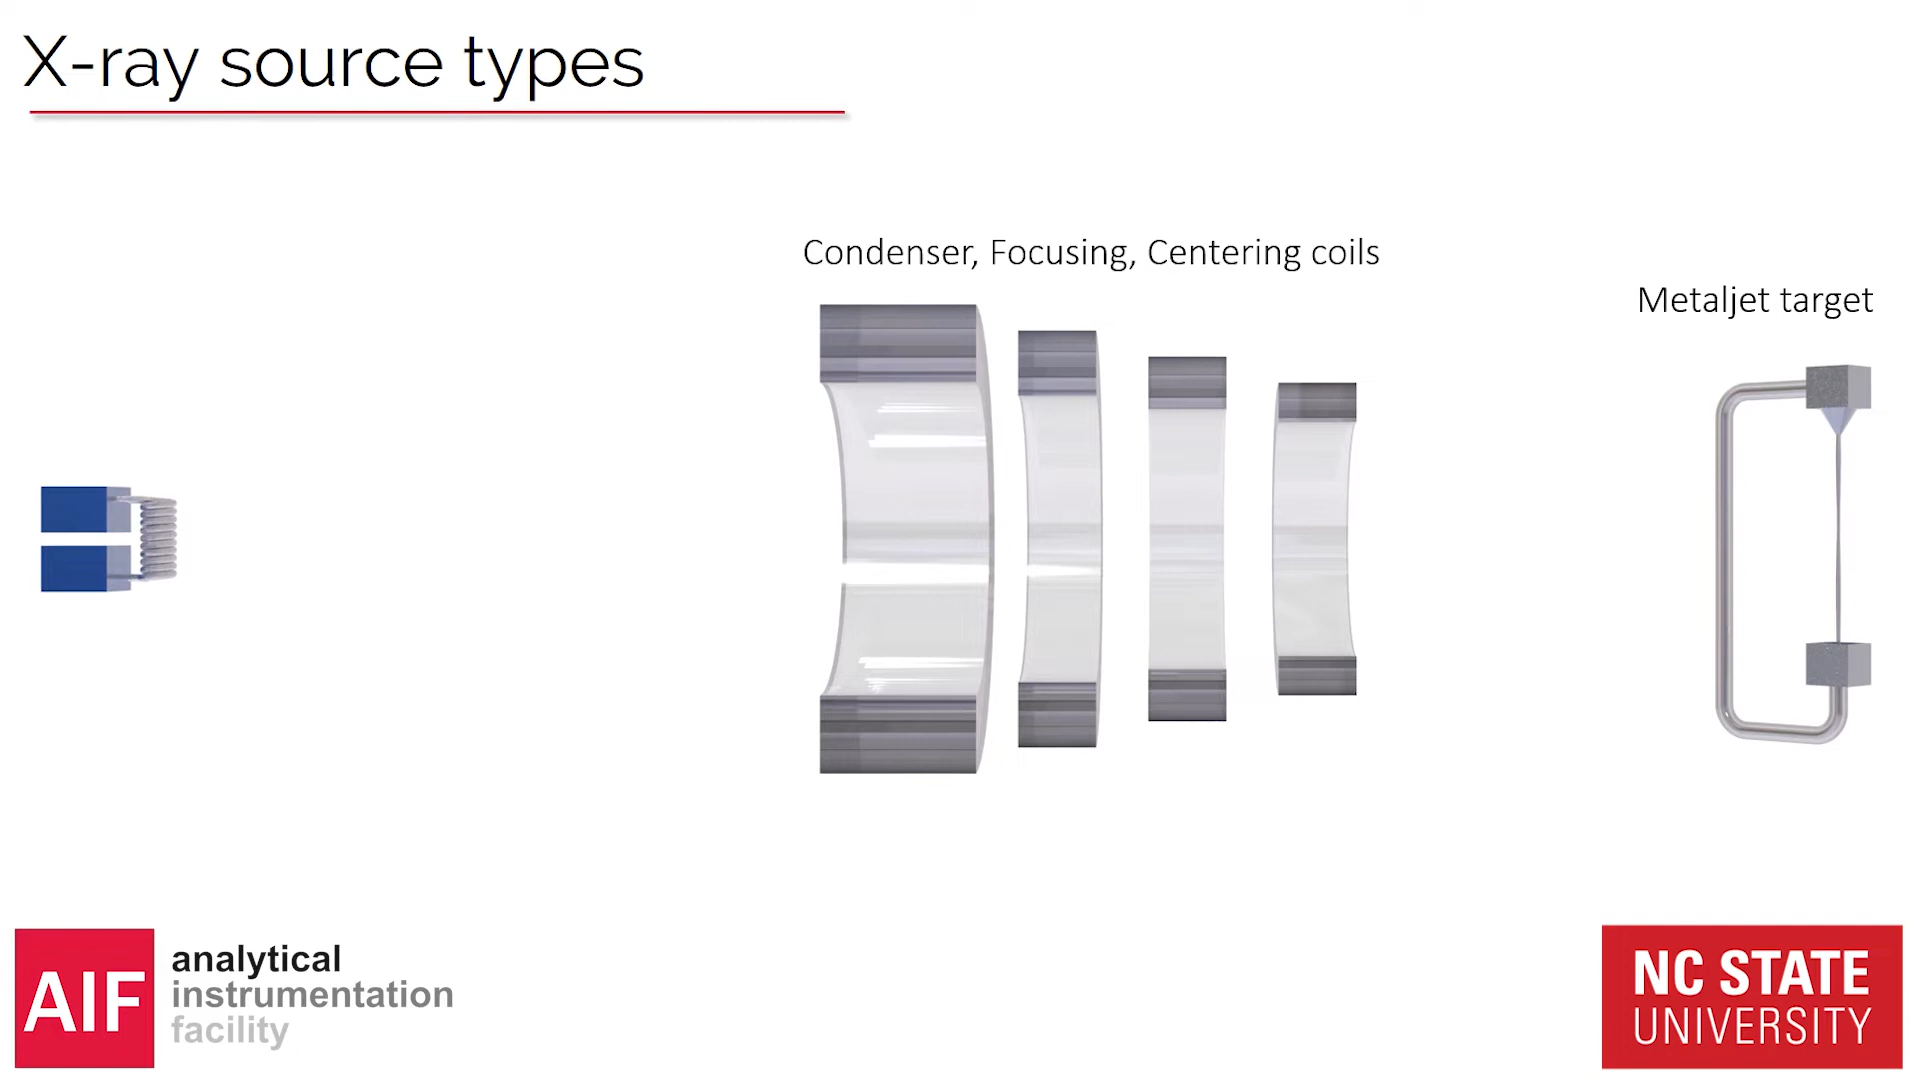 X-ray source types
Condenser, Focusing, Centering coils
Metaljet target
AIF
analytical
instrumentation
facility
NC STATE
UNIVERSITY